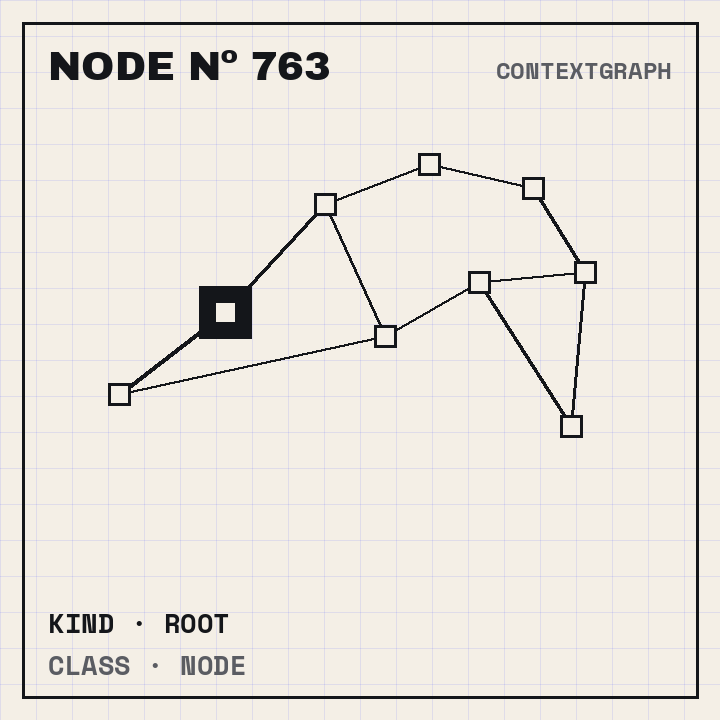 NODE Nº 763
CONTEXTGRAPH
KIND · ROOT
CLASS · NODE